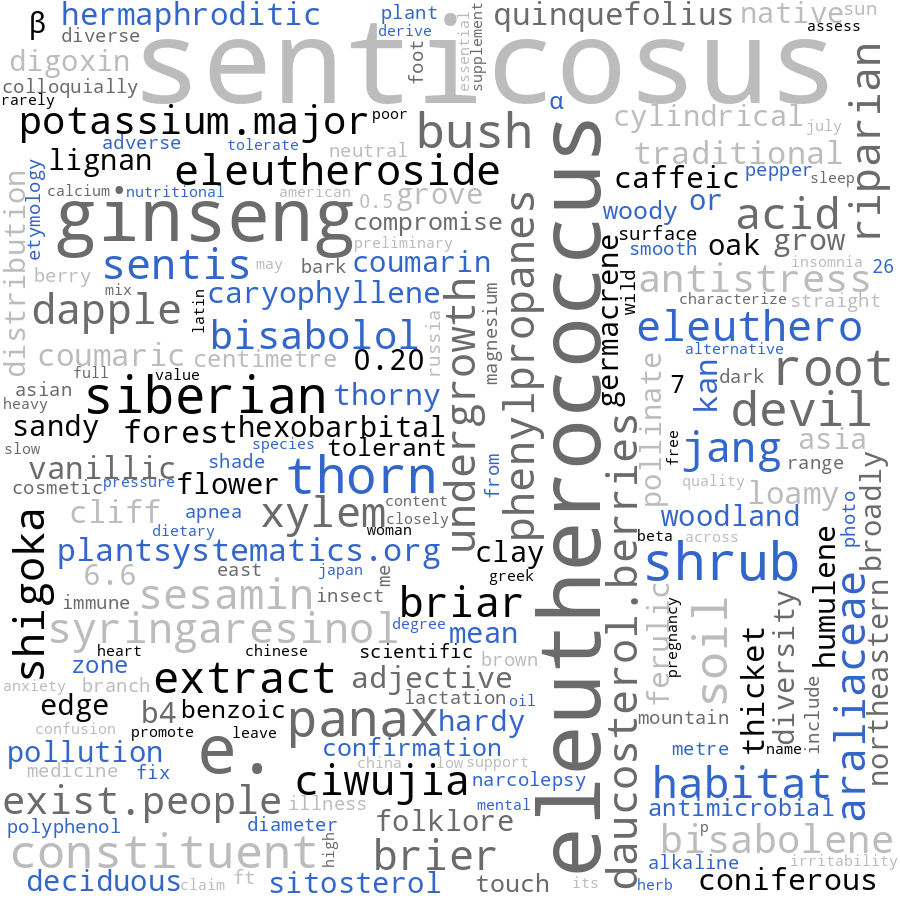 β
hermaphroditic
plant
quinquefolius
native
sun
diverse
derive
essential
supplement
assess
digoxin
senticosus
foot
riparian
colloquially
rarely
potassium.major
poor
bush
α
cylindrical
july
adverse
tolerate
neutral
traditional
lignan
eleutheroside
caffeic
pepper
sleep
etymology
distribution
calcium
nutritional
american
0.5
grove
woody
or
acid
ginseng
compromise
surface
smooth
oak
grow
preliminary
sentis
may
bark
coumarin
insomnia
26
berry
mix
caryophyllene
antistress
wild
germacrene
characterize
straight
dapple
latin
bisabolol
russia
undergrowth
magnesium
phenylpropanes
eleutherococcus
eleuthero
coumaric
centimetre
0.20
alternative
full
value
root
asian
siberian
thorny
7
kan
dark
heavy
devil
sandy
forest
hexobarbital
pollinate
free
jang
asia
slow
species
tolerant
range
vanillic
shade
thorn
from
broadly
cosmetic
pressure
flower
quality
loamy
photo
content
cliff
apnea
xylem
closely
woodland
dietary
woman
beta
across
shigoka
plantsystematics.org
clay
humulene
6.6
east
japan
me
greek
shrub
immune
sesamin
insect
briar
daucosterol.berries
ferulic
pregnancy
soil
diversity
araliaceae
northeastern
syringaresinol
degree
mean
heart
chinese
scientific
zone
brown
thicket
anxiety
branch
extract
adjective
include
edge
b4
benzoic
lactation
oil
panax
hardy
mountain
confusion
promote
leave
pollution
e.
confirmation
metre
name
medicine
fix
china
low
support
ciwujia
narcolepsy
habitat
exist.people
illness
mental
antimicrobial
polyphenol
diameter
folklore
p
bisabolene
constituent
high
brier
alkaline
irritability
deciduous
claim
ft
sitosterol
touch
its
herb
coniferous